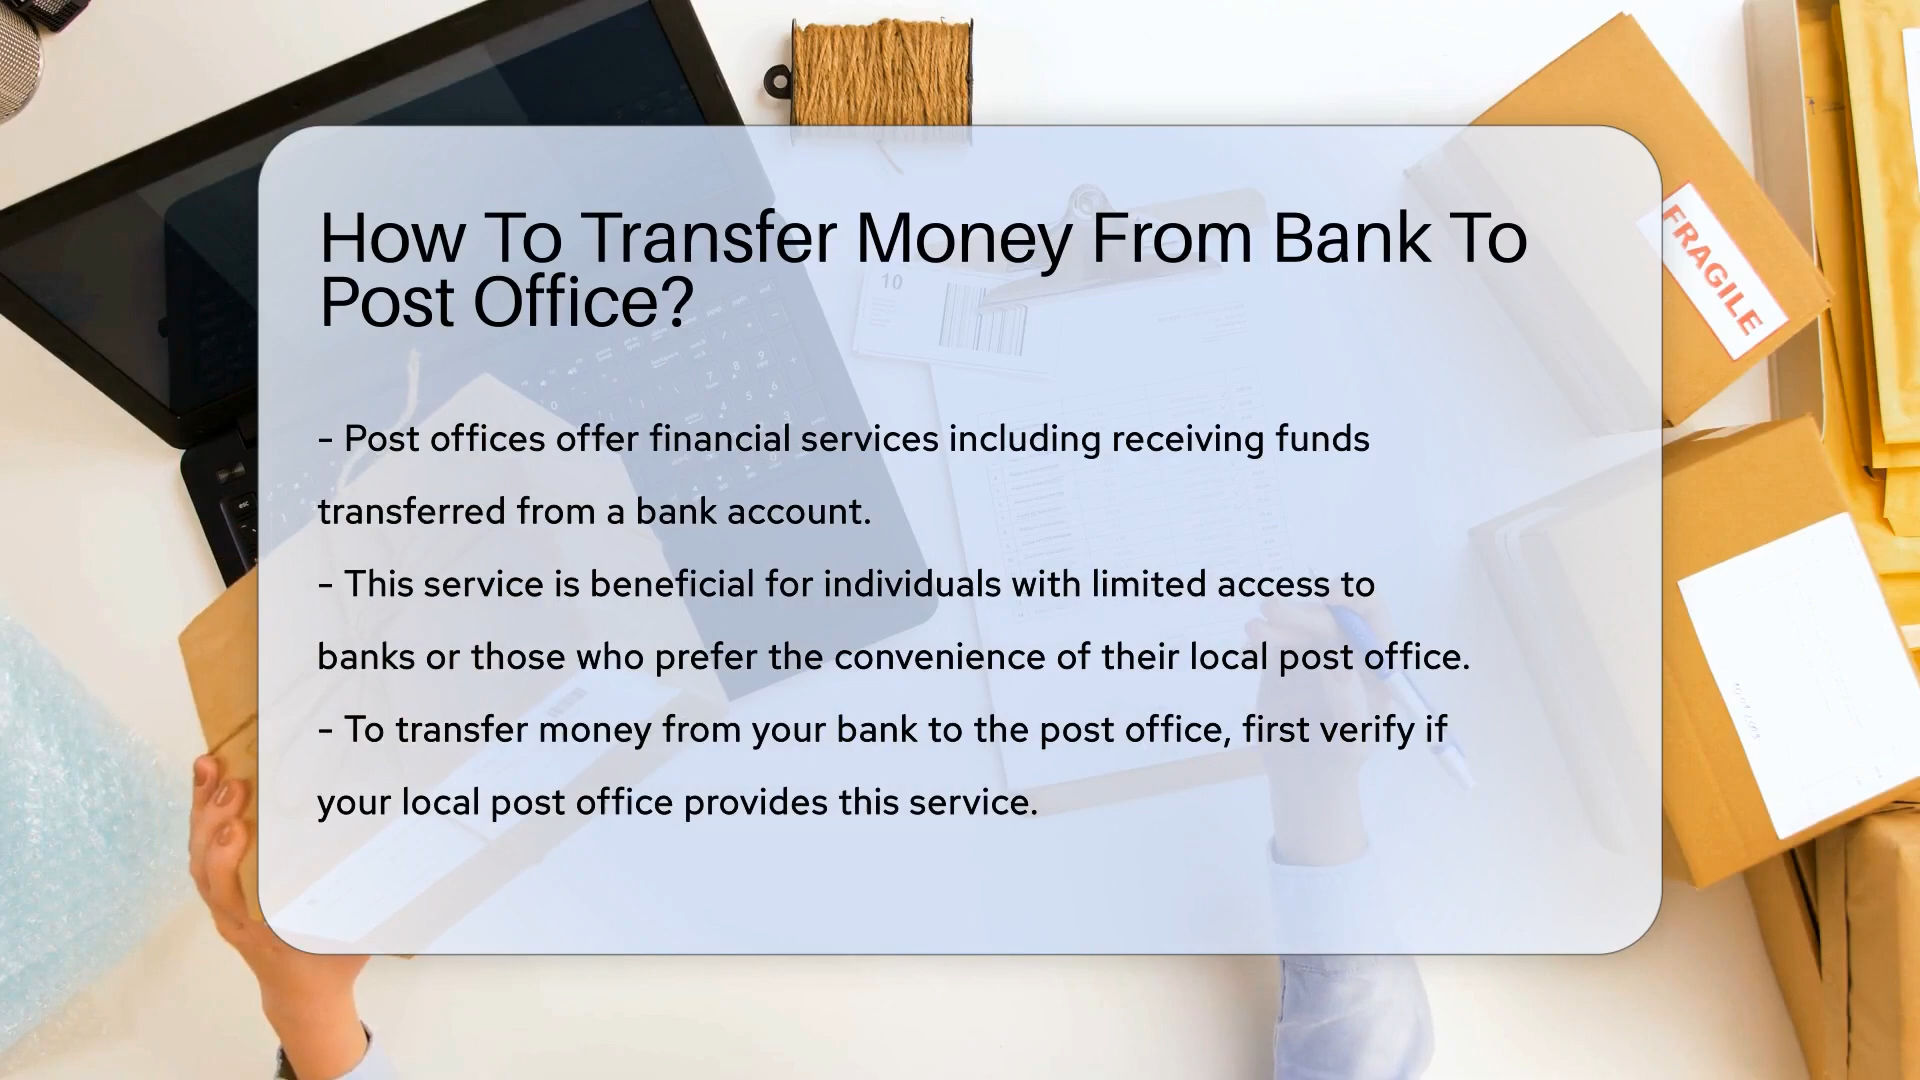 How To Transfer Money From Bank To
Post Office?
- Post offices offer financial services including receiving funds
transferred from a bank account.
- This service is beneficial for individuals with limited access to
banks or those who prefer the convenience of their local post office.
- To transfer money from your bank to the post office, first verify if
your local post office provides this service.
FRAGILE
10